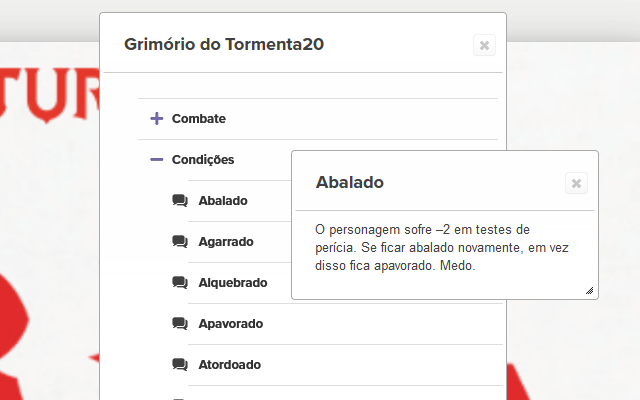 TUR
Grimório do Tormenta20
Combate
Condições
Abalado
Agarrado
Alquebrado
Apavorado
Atordoado
Abalado
O personagem sofre –2 em testes de
perícia. Se ficar abalado novamente, em vez
disso fica apavorado. Medo.